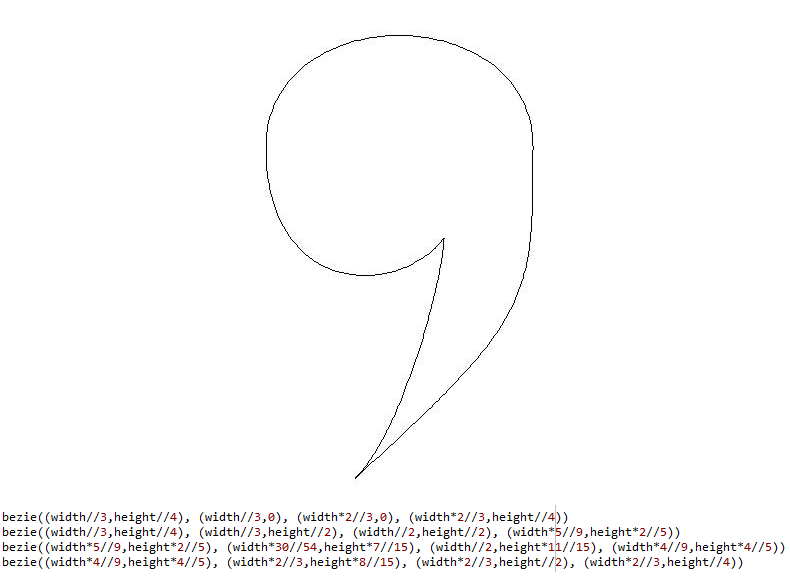 bezie((width//3,height//4), (width//3,0), (width*2//3,0), (width*2//3,height//4))
bezie((width//3,height//4), (width//3,height//2), (width//2,height//2), (width*5//9,height*2//5))
bezie((width*5//9,height*2//5), (width*30//54,height*7//15), (width//2,height*11//15), (width*4//9,height*4//5))
bezie((width*4//9,height*4//5), (width*2//3,height*8//15), (width*2//3,height//2), (width*2//3,height//4))